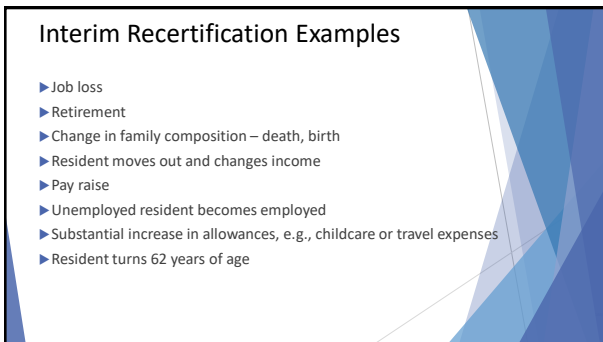 Interim Recertification Examples
Job loss
Retirement
Change in family composition – death, birth
Resident moves out and changes income
Pay raise
Unemployed resident becomes employed
Substantial increase in allowances, e.g., childcare or travel expenses
Resident turns 62 years of age